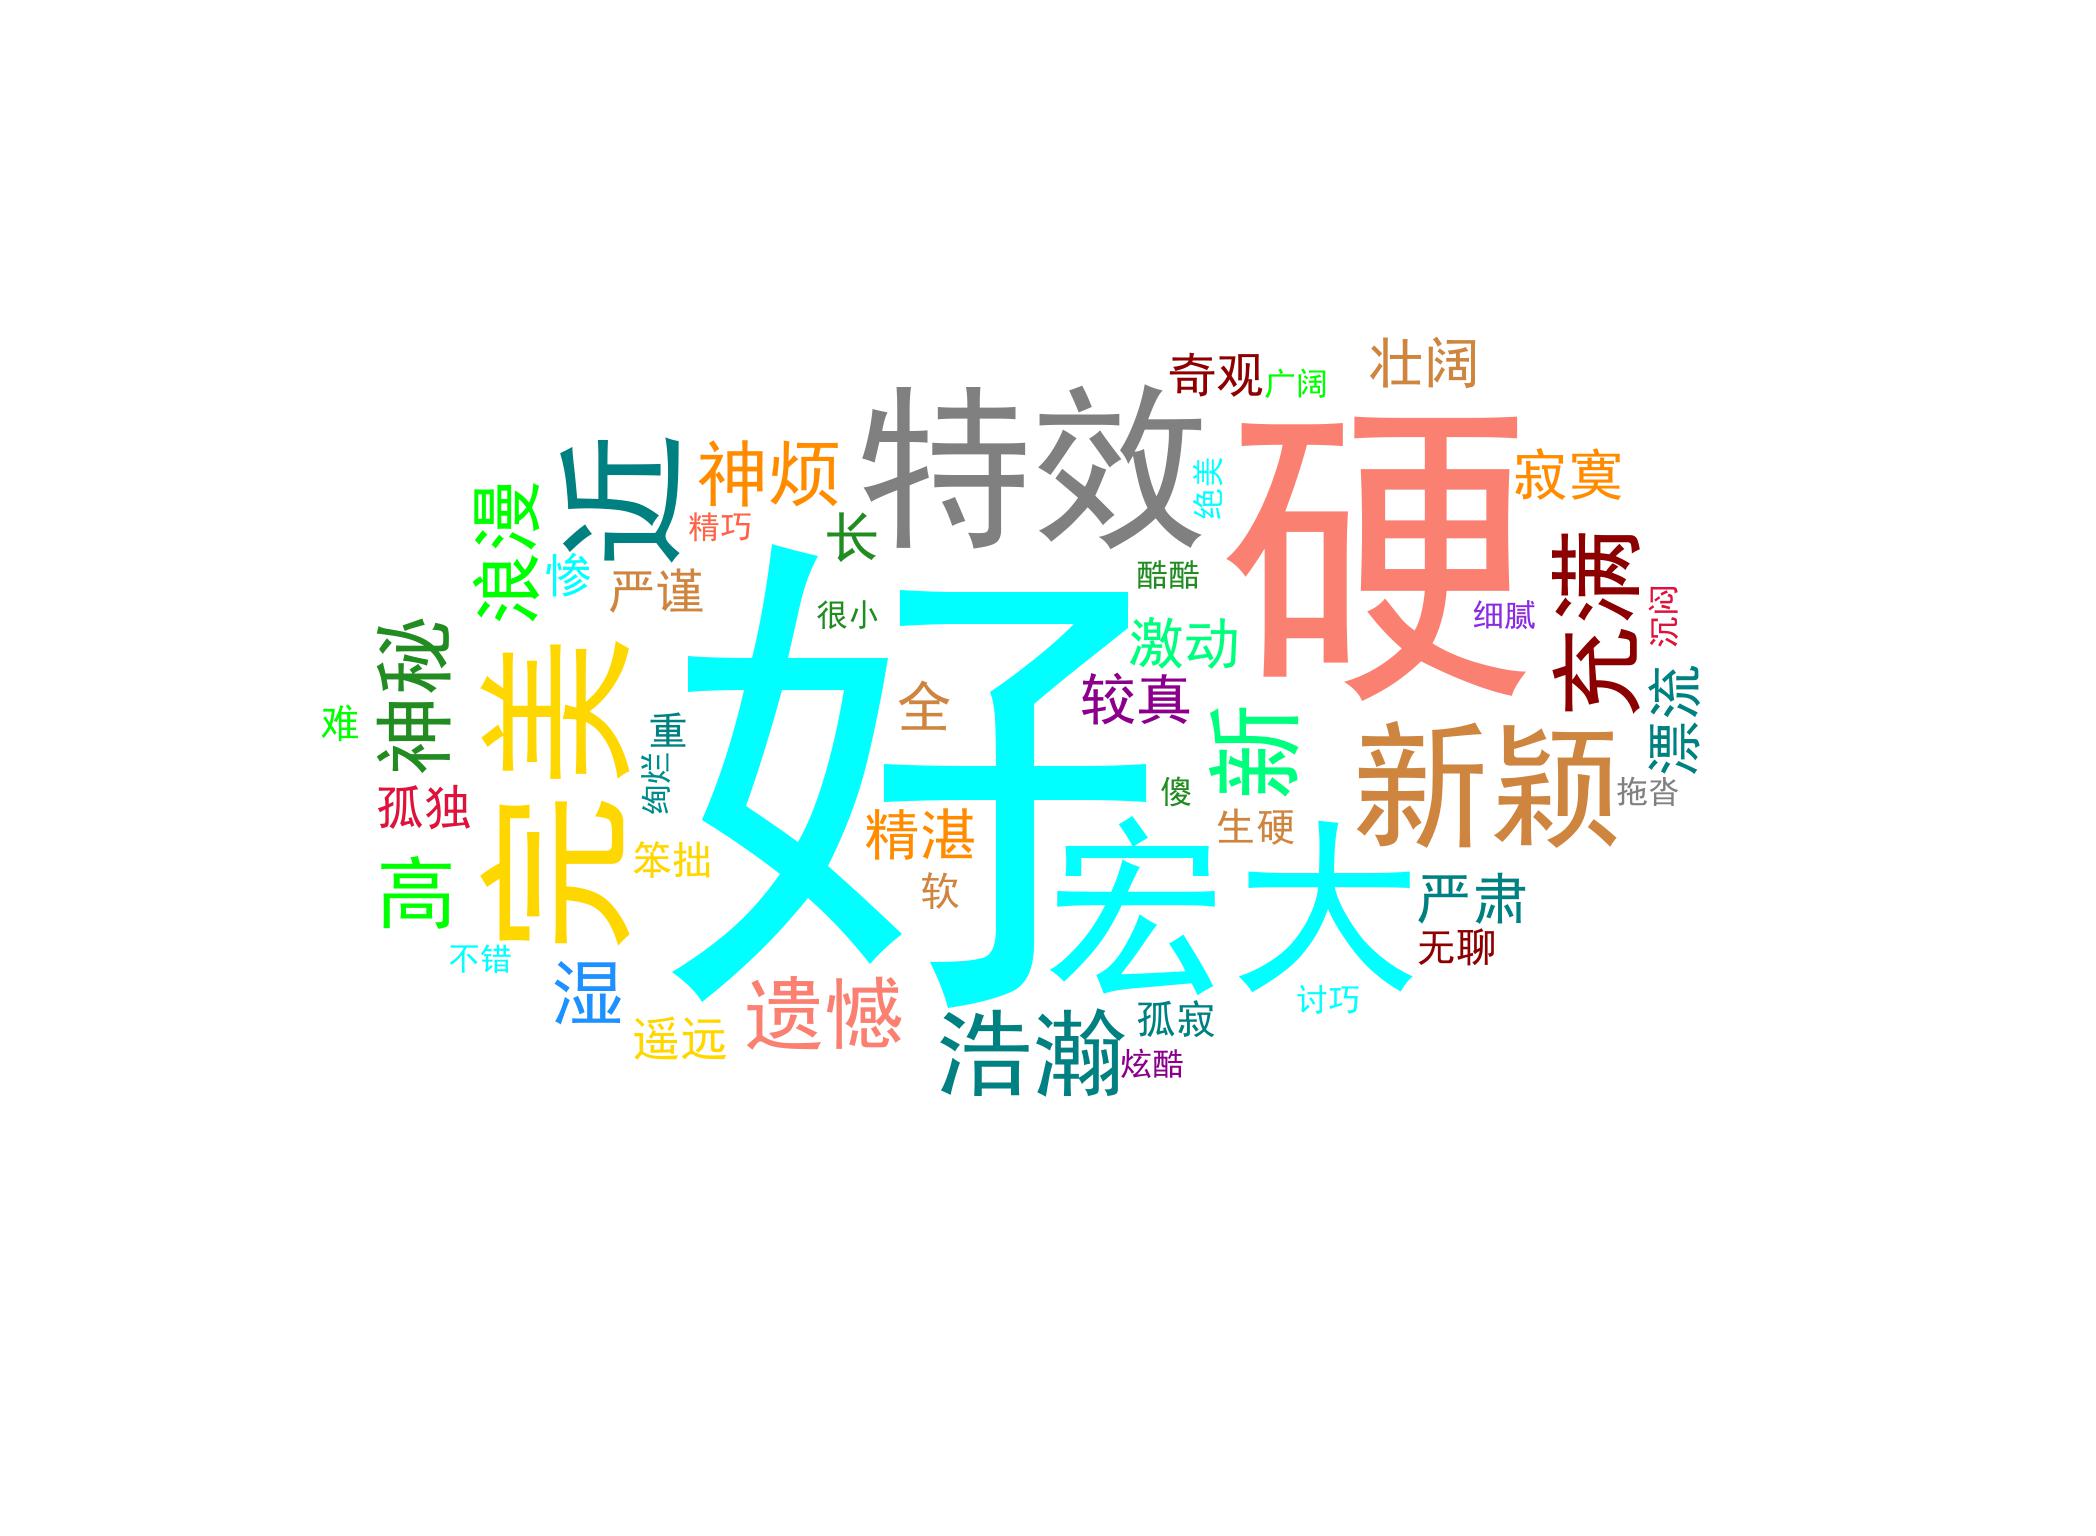 壮阔
奇观
广阔
特效
硬
神烦
近
寂寞
绝美
浪漫
精巧
长
充满
惨
严谨
酷酷
很小
细腻
沉闷
激动
神秘
完美
全
较真
漂流
难
重
新
新颖
绚烂
傻
拖沓
孤独
好
生硬
精湛
笨拙
宏大
高
软
严肃
无聊
不错
湿
讨巧
遗憾
遥远
浩瀚
孤寂
炫酷